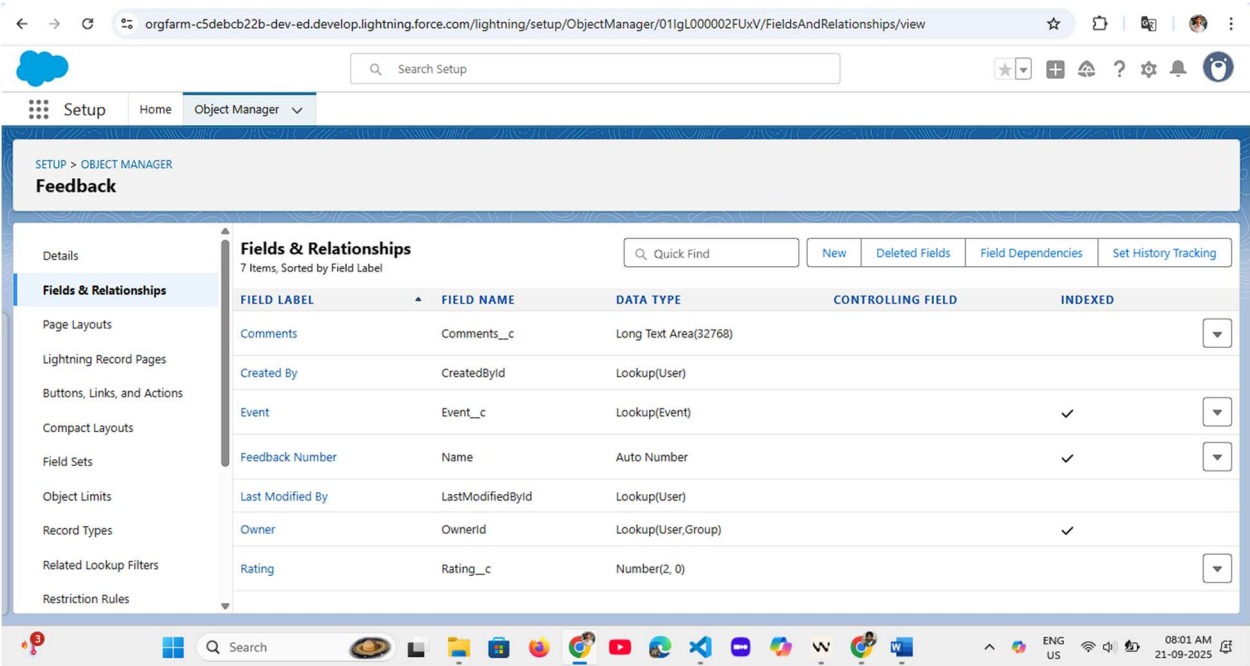 orgfarm-c5debcb22b-dev-ed.develop.lightning.force.com/lightning/setup/ObjectManager/01IgL000002FUxV/FieldsAndRelationships/view
Search Setup
Setup Home Object Manager
SETUP > OBJECT MANAGER
Feedback
Details
Fields & Relationships
Page Layouts
Lightning Record Pages
Buttons, Links, and Actions
Compact Layouts
Field Sets
Object Limits
Record Types
Related Lookup Filters
Restriction Rules
Fields & Relationships
7 Items, Sorted by Field Label
Quick Find New Deleted Fields Field Dependencies Set History Tracking
FIELD LABEL FIELD NAME DATA TYPE CONTROLLING FIELD INDEXED
Comments Comments__c Long Text Area(32768)
Created By CreatedById Lookup(User)
Event Event__c Lookup(Event)
Feedback Number Name Auto Number
Last Modified By LastModifiedById Lookup(User)
Owner OwnerId Lookup(User,Group)
Rating Rating__c Number(2, 0)
3
Search
ENG
US
08:01 AM
21-09-2025